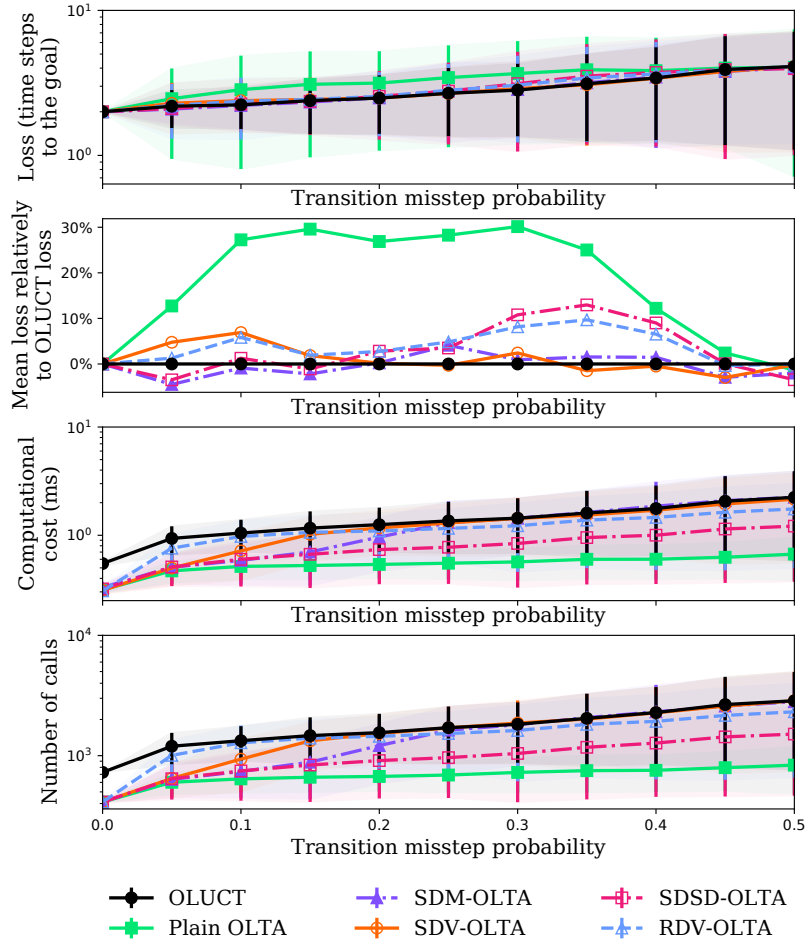 10¹
10⁰
Loss (time steps
to the goal)
Transition misstep probability
30%
20%
10%
0%
Mean loss relatively
to OLUCT loss
Transition misstep probability
10¹
10⁰
Computational
cost (ms)
Transition misstep probability
10⁴
10³
Number of calls
0.0 0.1 0.2 0.3 0.4 0.5
Transition misstep probability
OLUCT SDM-OLTA SDSD-OLTA
Plain OLTA SDV-OLTA RDV-OLTA